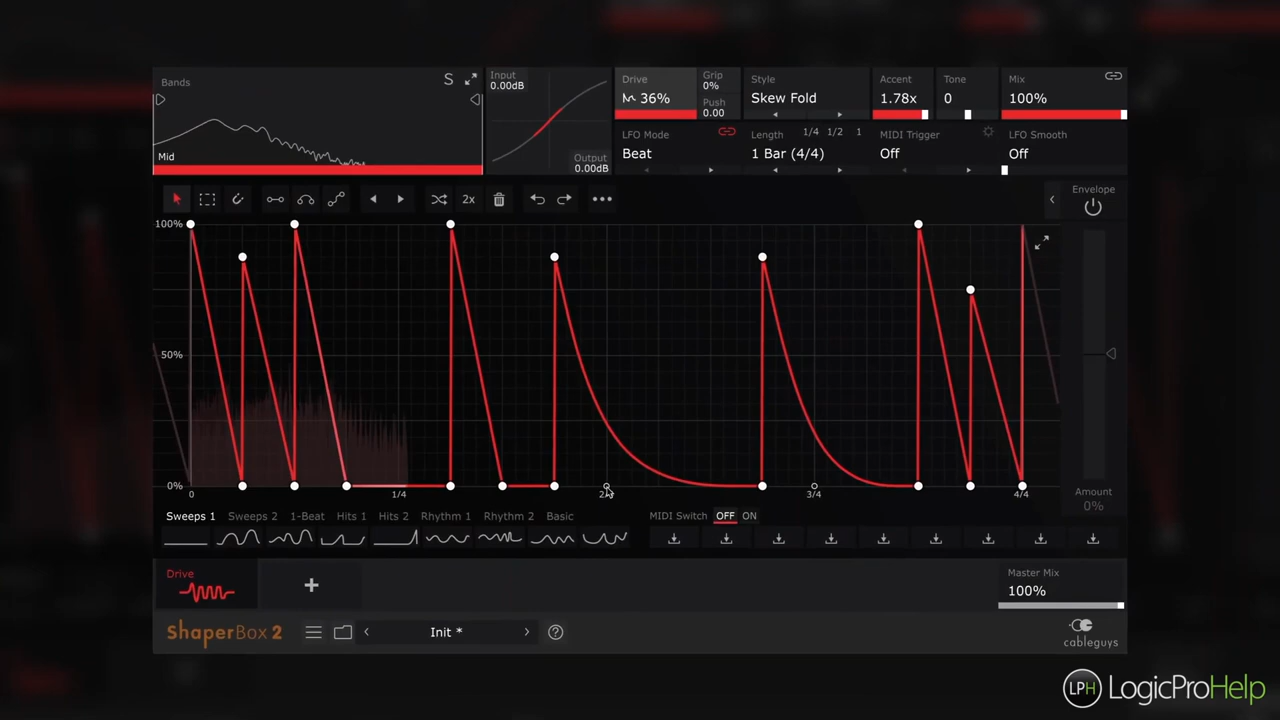 Bands S
Mid
Input
0.00dB
Output
0.00dB
Drive
36%
Grip
0%
Push
0.00
Style
Skew Fold
Accent
1.78x
Tone
0
Mix
100%
LFO Mode
Beat
Length 1/4 1/2 1
1 Bar (4/4)
MIDI Trigger
Off
LFO Smooth
Off
2x
Envelope
100%
50%
0%
0 1/4 3/4 4/4
Amount
0%
Sweeps 1 Sweeps 2 1-Beat Hits 1 Hits 2 Rhythm 1 Rhythm 2 Basic
MIDI Switch OFF ON
Drive
+
Master Mix
100%
ShaperBox 2
Init *
?
cableguys
LPH LogicProHelp